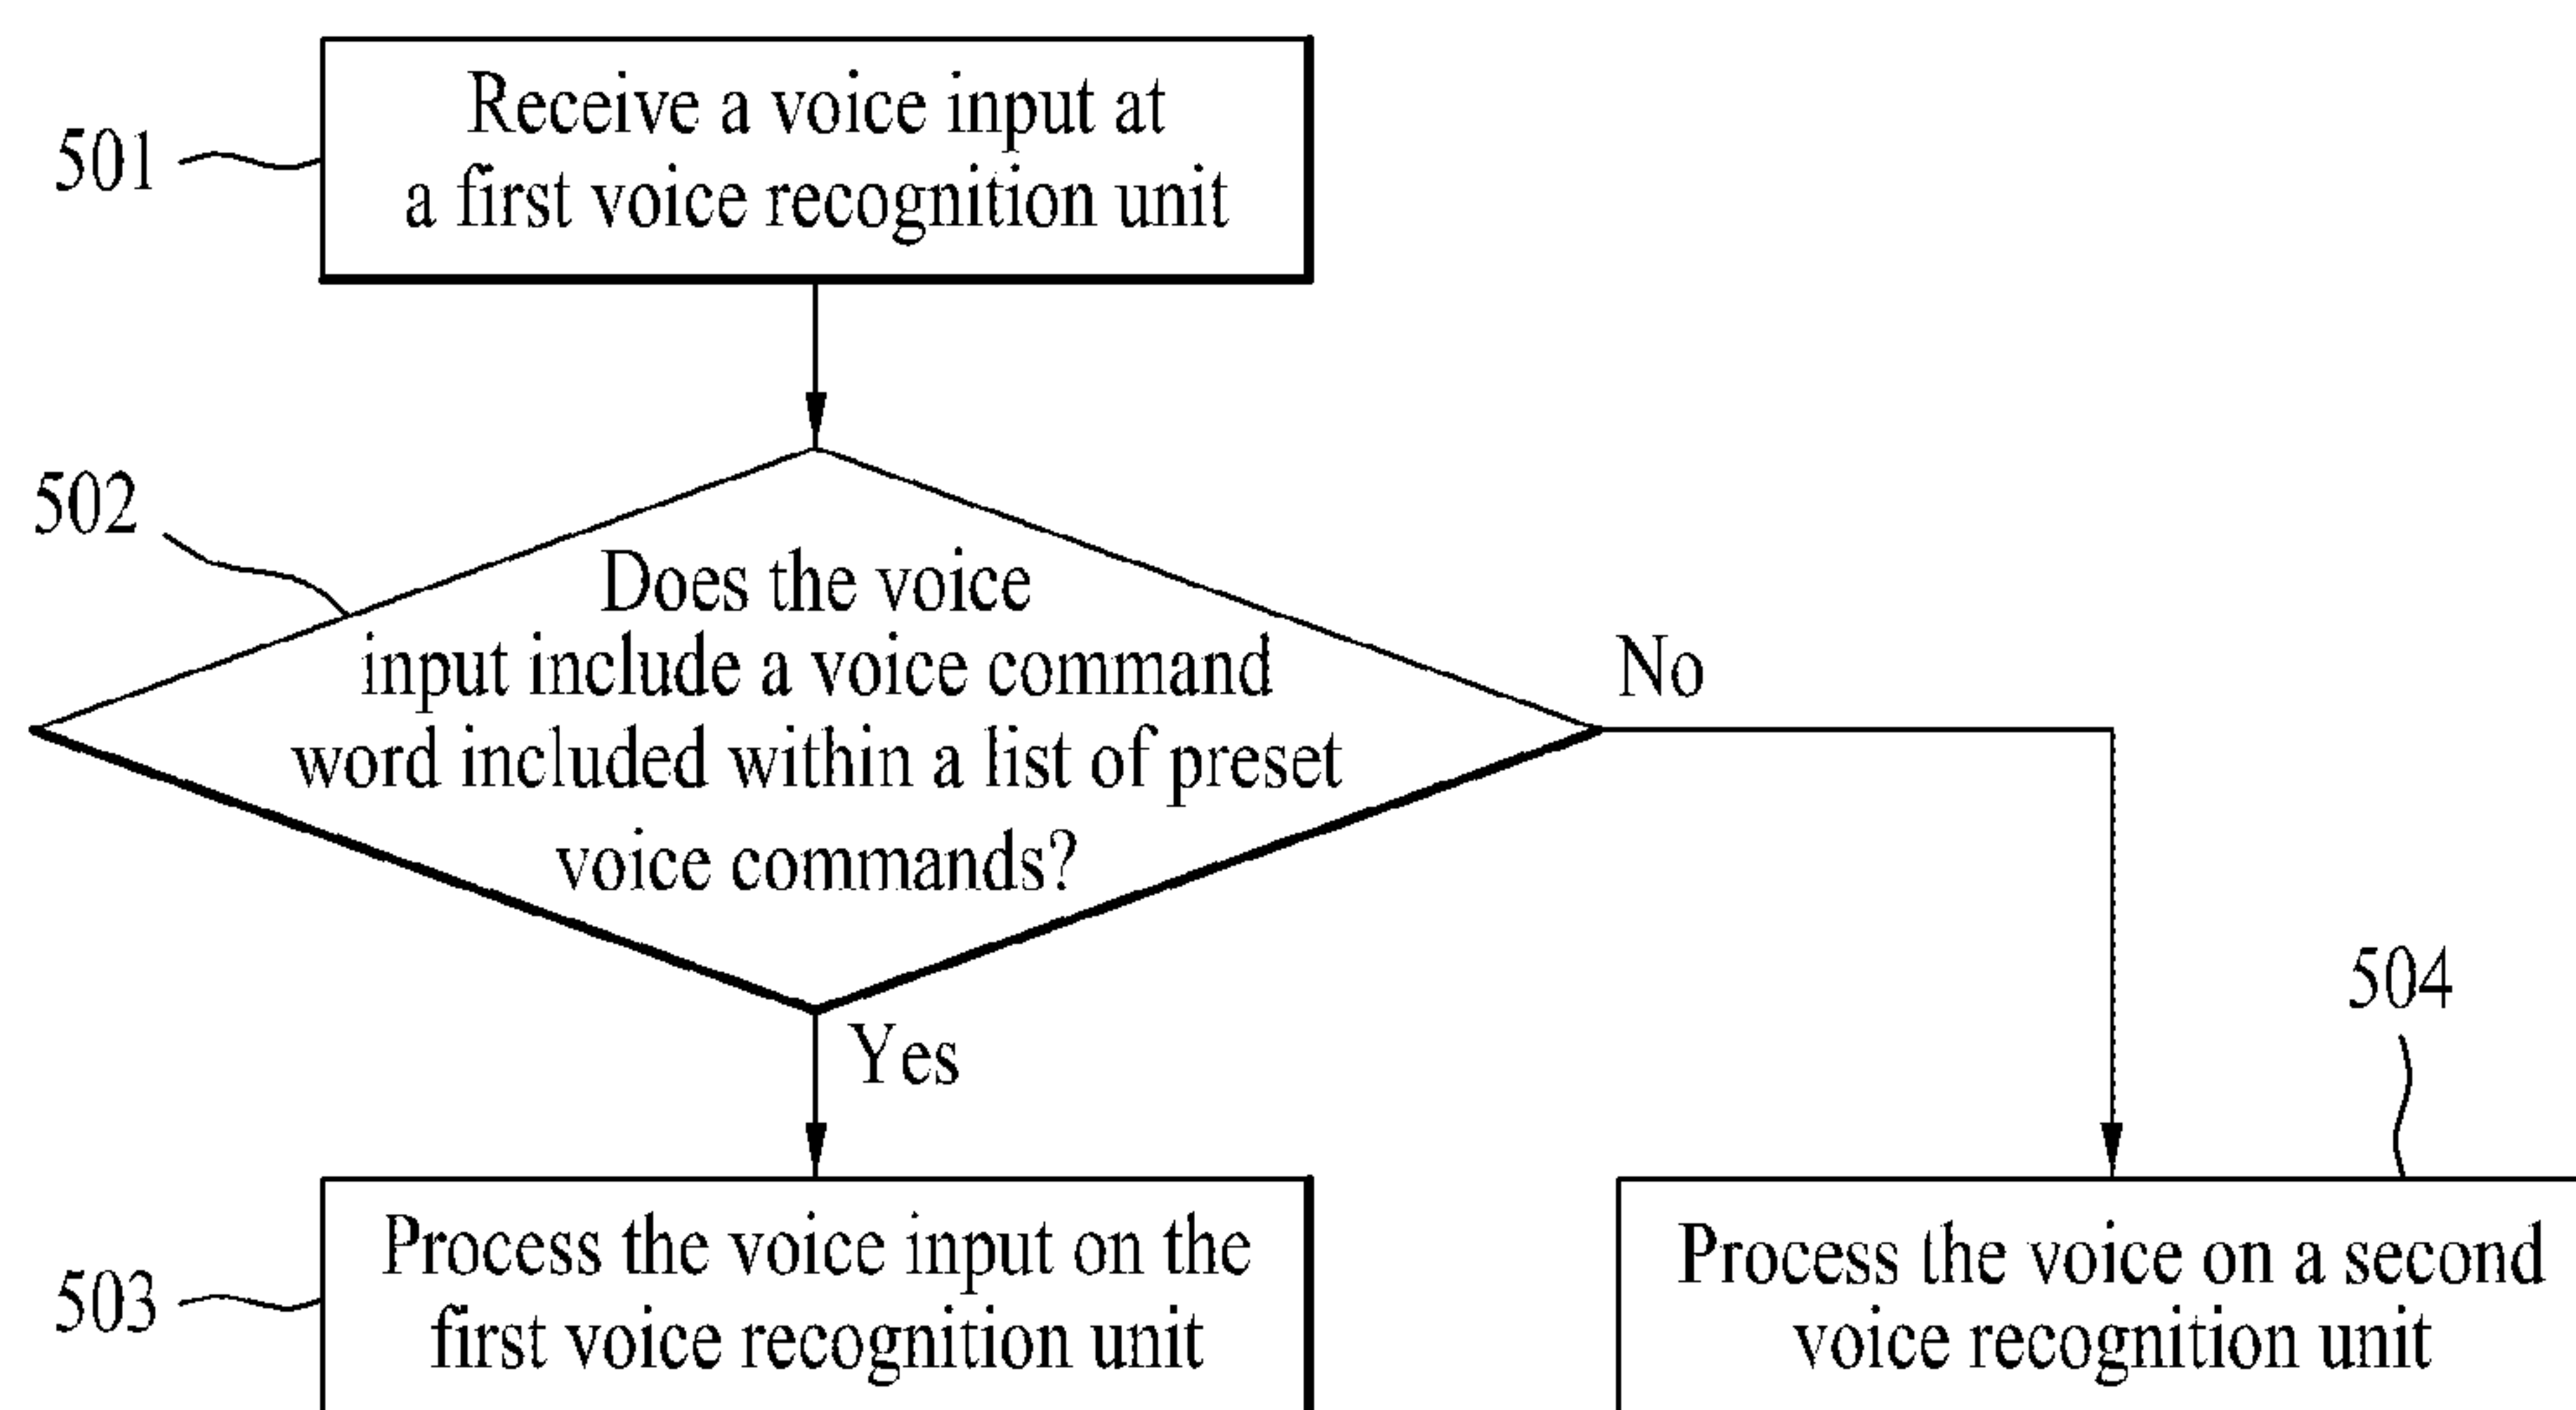 501
Receive a voice input at
a first voice recognition unit
502
Does the voice
input include a voice command
word included within a list of preset
voice commands?
No
Yes
503
Process the voice input on the
first voice recognition unit
504
Process the voice on a second
voice recognition unit